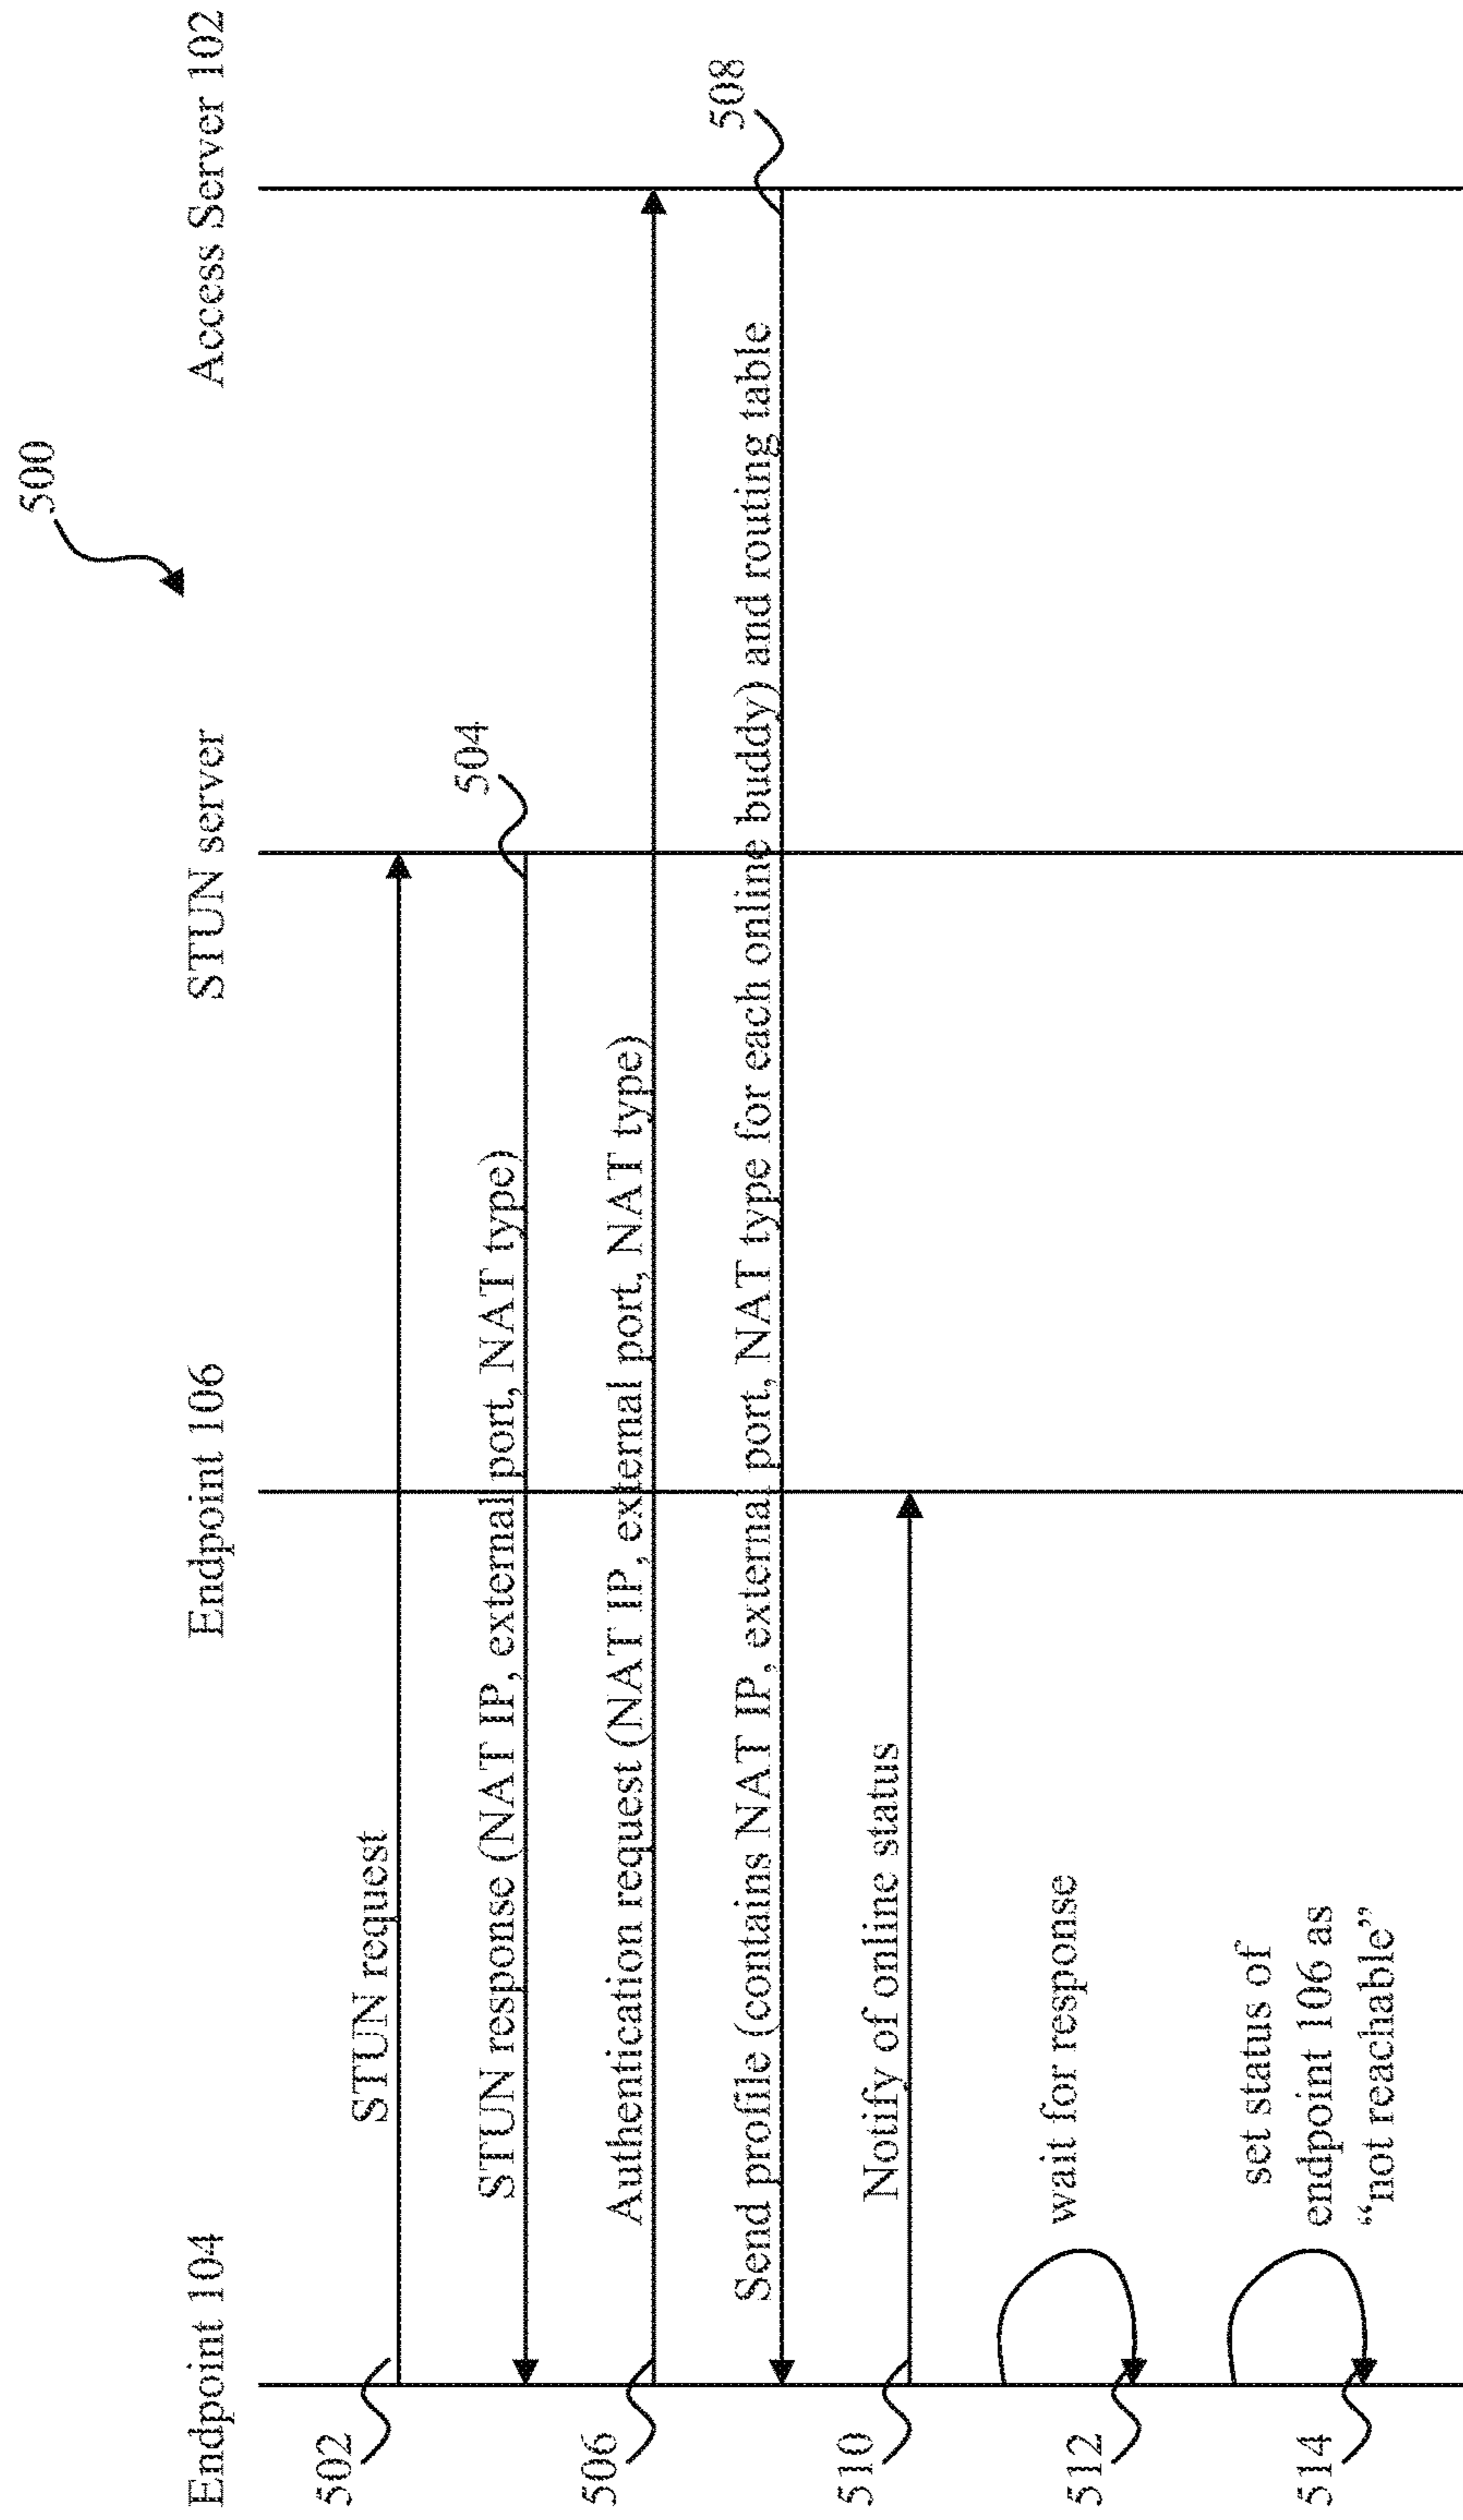 500
Endpoint 104
Endpoint 106
STUN server
Access Server 102
502
STUN request
STUN response (NAT IP, external port, NAT type)
504
506
Authentication request (NAT IP, external port, NAT type)
Send profile (contains NAT IP, external port, NAT type for each online buddy) and routing table
508
510
Notify of online status
512
wait for response
514
set status of
endpoint 106 as
“not reachable”